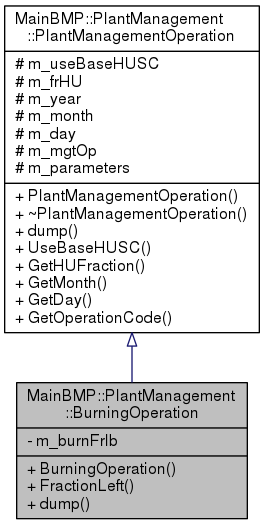 MainBMP::PlantManagement
::PlantManagementOperation
# m_useBaseHUSC
# m_frHU
# m_year
# m_month
# m_day
# m_mgtOp
# m_parameters
+ PlantManagementOperation()
+ ~PlantManagementOperation()
+ dump()
+ UseBaseHUSC()
+ GetHUFraction()
+ GetMonth()
+ GetDay()
+ GetOperationCode()
MainBMP::PlantManagement
::BurningOperation
- m_burnFrlb
+ BurningOperation()
+ FractionLeft()
+ dump()